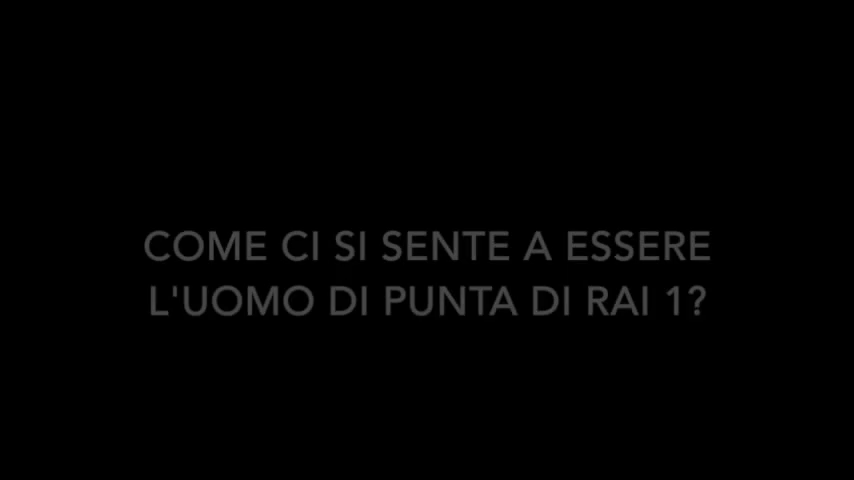 COME CI SI SENTE A ESSERE
L'UOMO DI PUNTA DI RAI 1?